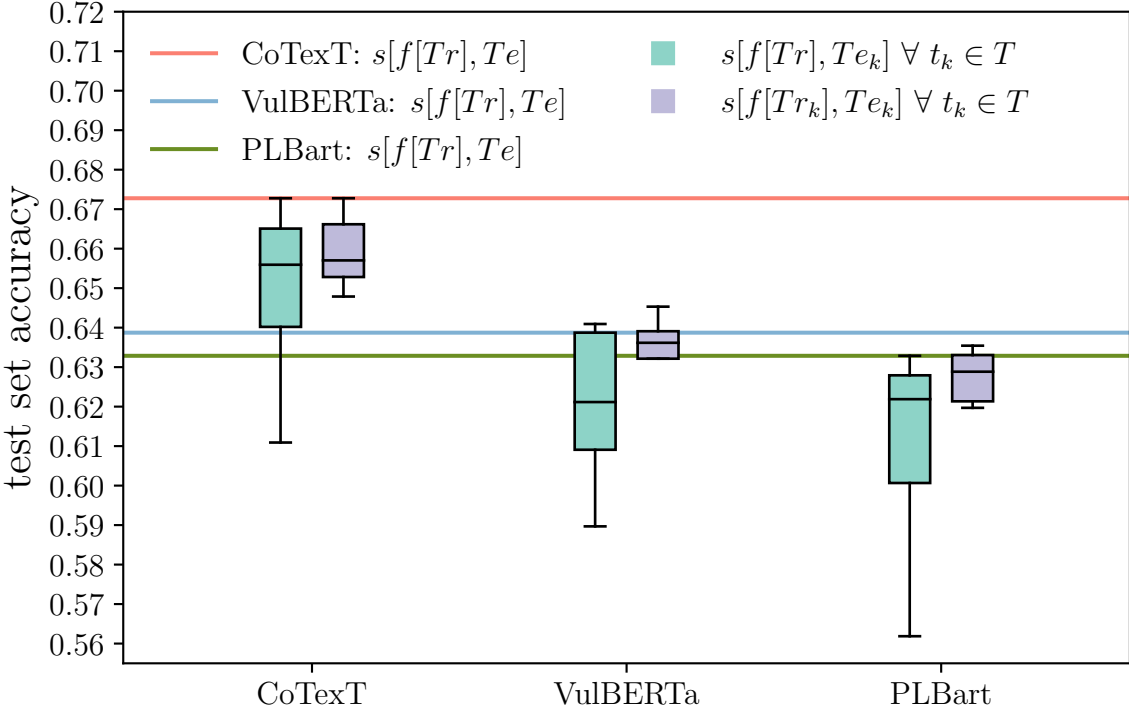 0.72
0.71
0.70
0.69
0.68
0.67
0.66
0.65
0.64
0.63
0.62
0.61
0.60
0.59
0.58
0.57
0.56
test set accuracy
CoTexT: s[f[Tr], Te]
VulBERTa: s[f[Tr], Te]
PLBart: s[f[Tr], Te]
s[f[Tr], Te_k] ∀ t_k ∈ T
s[f[Tr_k], Te_k] ∀ t_k ∈ T
CoTexT
VulBERTa
PLBart